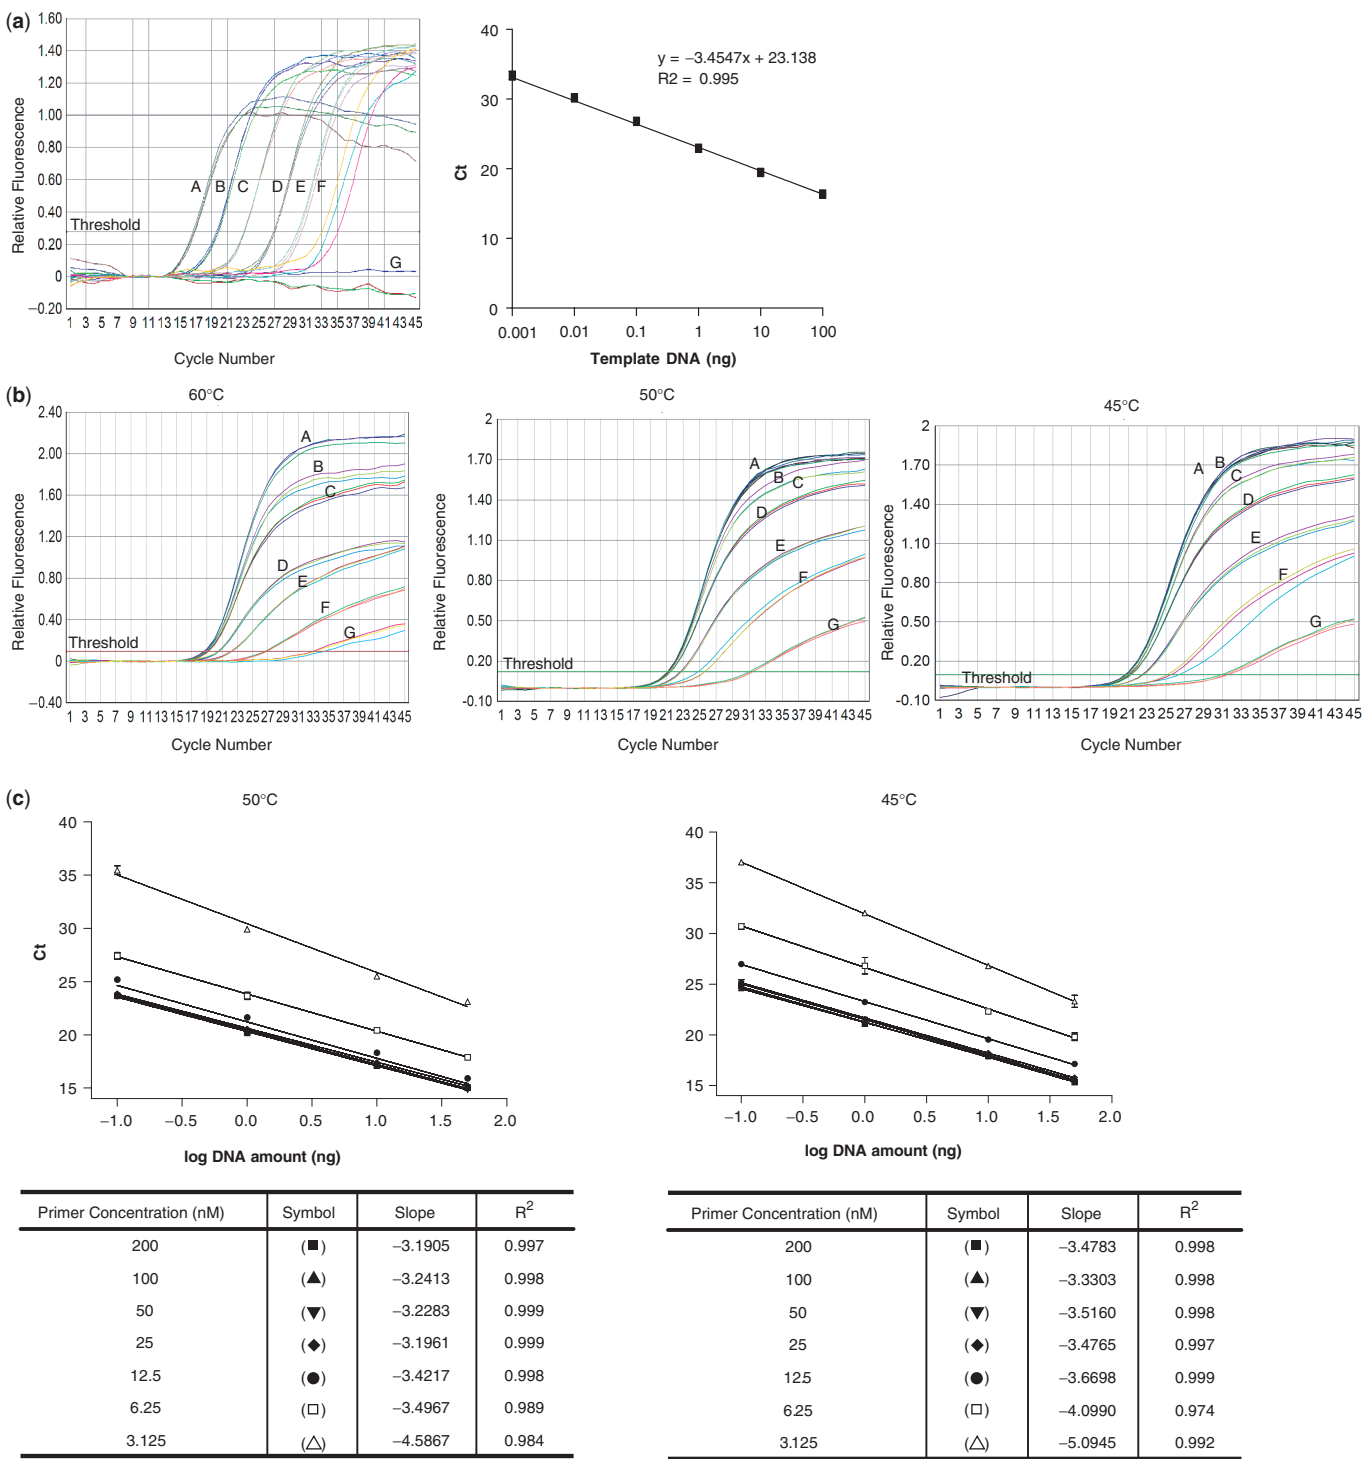 (a)
1.60
1.40
1.20
1.00
0.80
0.60
0.40
0.20
0
−0.20
Relative Fluorescence
A B C D E F
Threshold
G
1 3 5 7 9 11 13 15 17 19 21 23 25 27 29 31 33 35 37 39 41 43 45
Cycle Number
40
30
20
10
0
Ct
y = −3.4547x + 23.138
R2 = 0.995
0.001 0.01 0.1 1 10 100
Template DNA (ng)
(b)
60°C
2.40
2.00
1.60
1.20
0.80
0.40
0
−0.40
Relative Fluorescence
A
B
C
D
E
F
G
Threshold
1 3 5 7 9 11 13 15 17 19 21 23 25 27 29 31 33 35 37 39 41 43 45
Cycle Number
50°C
2
1.70
1.40
1.10
0.80
0.50
0.20
-0.10
Relative Fluorescence
A
B
C
D
E
F
G
Threshold
1 3 5 7 9 11 13 15 17 19 21 23 25 27 29 31 33 35 37 39 41 43 45
Cycle Number
45°C
2
1.70
1.40
1.10
0.80
0.50
0.20
-0.10
Relative Fluorescence
A
B
C
D
E
F
G
Threshold
1 3 5 7 9 11 13 15 17 19 21 23 25 27 29 31 33 35 37 39 41 43 45
Cycle Number
(c)
50°C
40
35
30
25
20
15
Ct
−1.0 −0.5 0.0 0.5 1.0 1.5 2.0
log DNA amount (ng)
45°C
40
35
30
25
20
15
−1.0 −0.5 0.0 0.5 1.0 1.5 2.0
log DNA amount (ng)
Primer Concentration (nM) Symbol Slope R2
200 (■) −3.1905 0.997
100 (▲) −3.2413 0.998
50 (▼) −3.2283 0.999
25 (◆) −3.1961 0.999
12.5 (●) −3.4217 0.998
6.25 (□) −3.4967 0.989
3.125 (△) −4.5867 0.984
Primer Concentration (nM) Symbol Slope R2
200 (■) −3.4783 0.998
100 (▲) −3.3303 0.998
50 (▼) −3.5160 0.998
25 (◆) −3.4765 0.997
125 (●) −3.6698 0.999
625 (□) −4.0990 0.974
3.125 (△) −5.0945 0.992